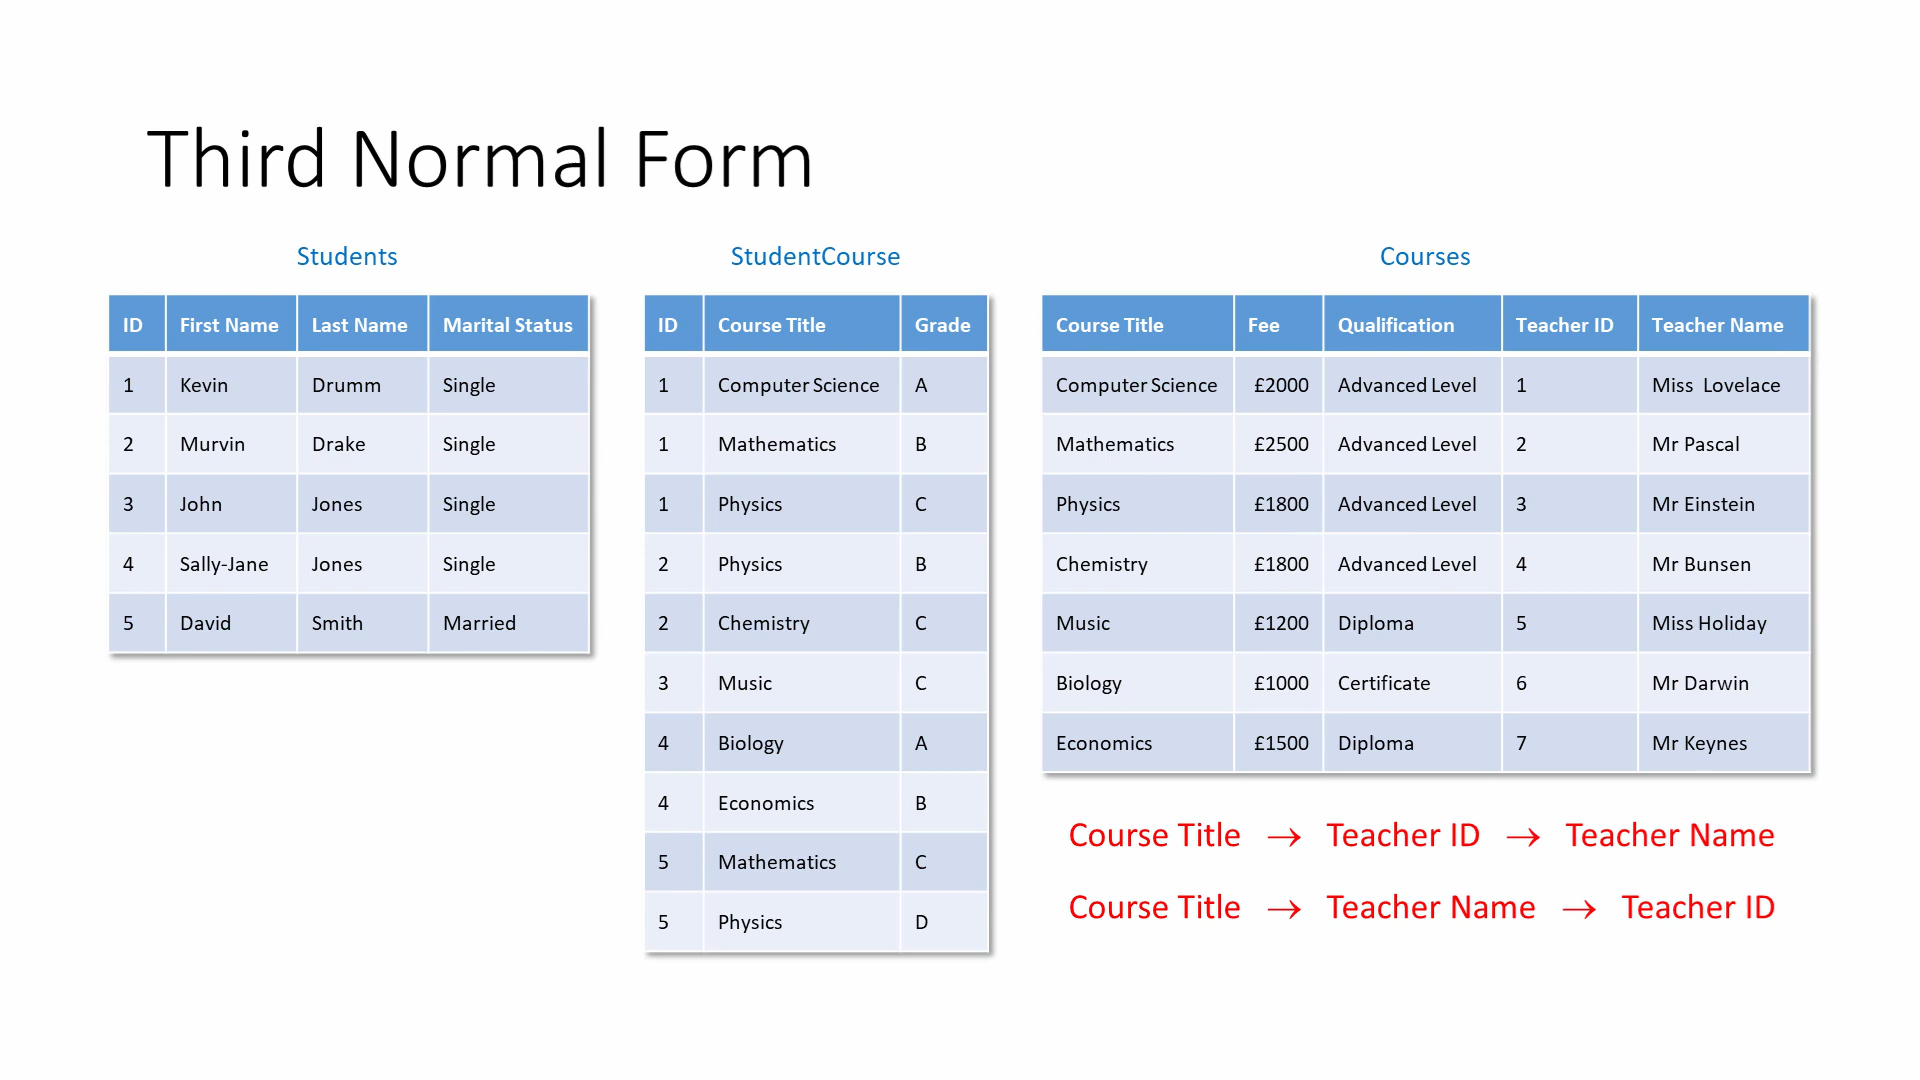 Third Normal Form
Students
ID First Name Last Name Marital Status
1 Kevin Drumm Single
2 Murvin Drake Single
3 John Jones Single
4 Sally-Jane Jones Single
5 David Smith Married
StudentCourse
ID Course Title Grade
1 Computer Science A
1 Mathematics B
1 Physics C
2 Physics B
2 Chemistry C
3 Music C
4 Biology A
4 Economics B
5 Mathematics C
5 Physics D
Courses
Course Title Fee Qualification Teacher ID Teacher Name
Computer Science £2000 Advanced Level 1 Miss Lovelace
Mathematics £2500 Advanced Level 2 Mr Pascal
Physics £1800 Advanced Level 3 Mr Einstein
Chemistry £1800 Advanced Level 4 Mr Bunsen
Music £1200 Diploma 5 Miss Holiday
Biology £1000 Certificate 6 Mr Darwin
Economics £1500 Diploma 7 Mr Keynes
Course Title → Teacher ID → Teacher Name
Course Title → Teacher Name → Teacher ID